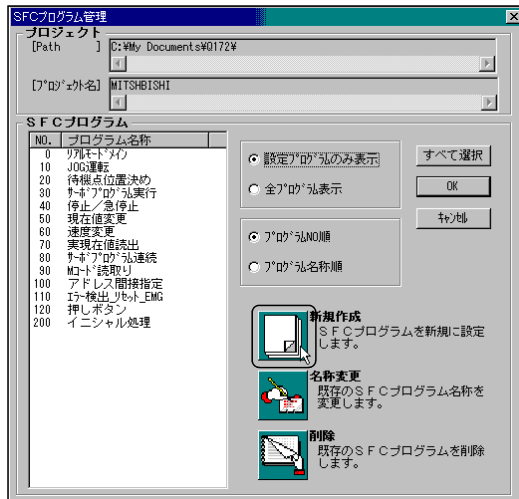 SFCプログラム管理
プロジェクト
[Path ] C:¥My Documents¥0172¥
[プロジェクト名] MITSHBISHI
SFCプログラム
NO. プログラム名称
0 リアルモードメイン
10 JOG運転
20 待機点位置決め
30 サーボプログラム実行
40 停止/急停止
50 現在値変更
60 速度変更
70 実現在値読出
80 サーボプログラム連続
90 Mコード読取り
100 アドレス間接指定
110 エラー検出_リセット_EMG
120 押しボタン
200 イニシャル処理
設定プログラムのみ表示
全プログラム表示
プログラムNO順
プログラム名称順
すべて選択
OK
キャンセル
新規作成
SFCプログラムを新規に設定
します。
名称変更
既存のSFCプログラム名称を
変更します。
削除
既存のSFCプログラムを削除
します。